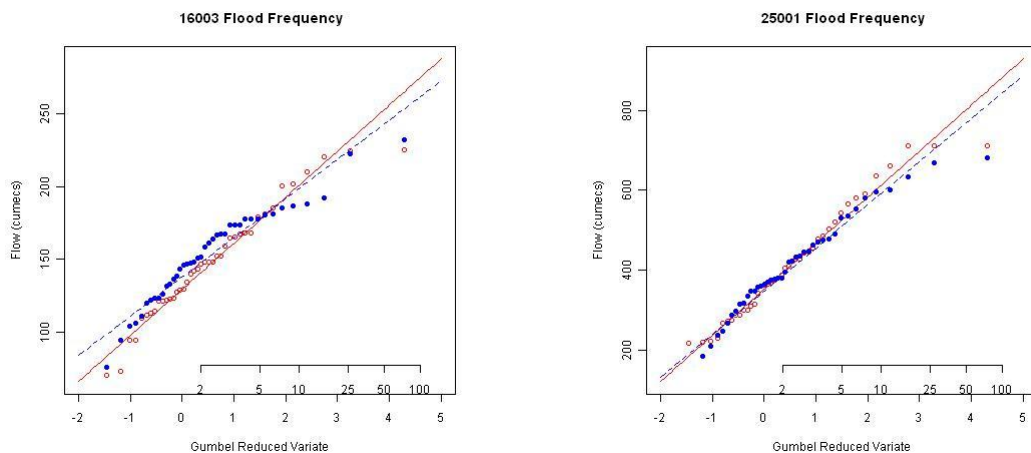 16003 Flood Frequency
Flow (cumecs)
250
200
150
100
2 5 10 25 50 100
-2 -1 0 1 2 3 4 5
Gumbel Reduced Variate
25001 Flood Frequency
Flow (cumecs)
800
600
400
200
2 5 10 25 50 100
-2 -1 0 1 2 3 4 5
Gumbel Reduced Variate